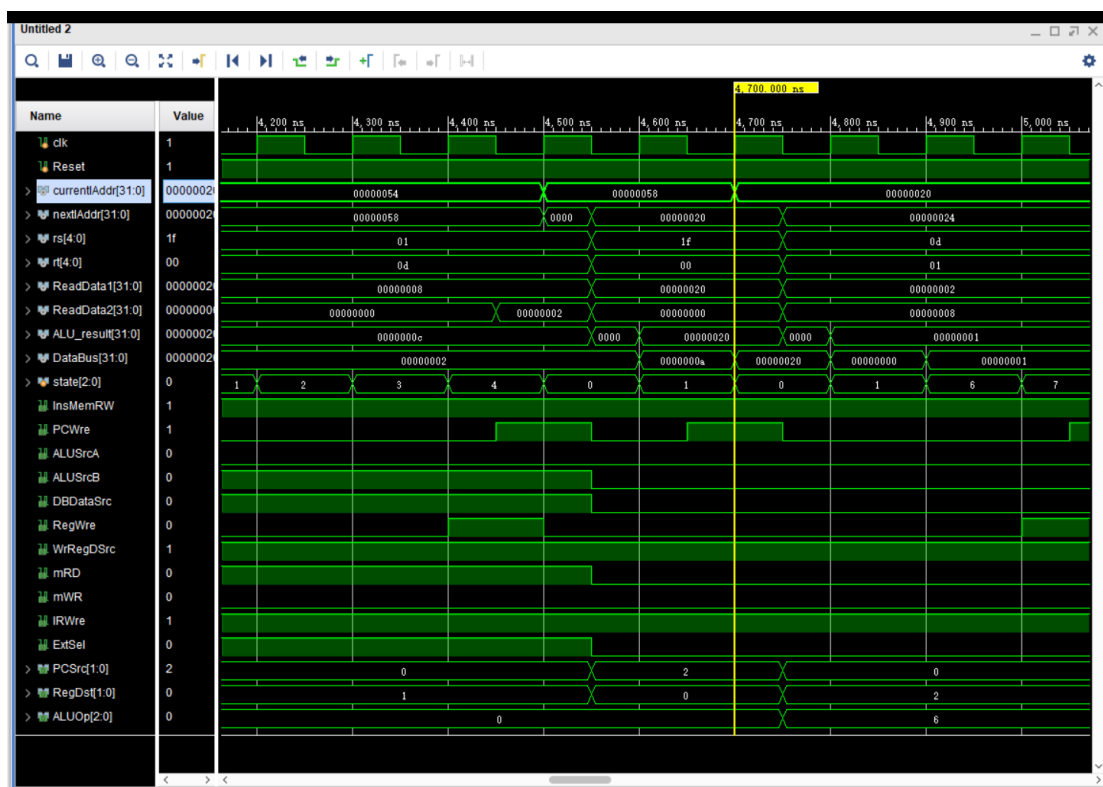 Untitled 2
4,700.000 ns
Name Value
4,200 ns 4,300 ns 4,400 ns 4,500 ns 4,600 ns 4,700 ns 4,800 ns 4,900 ns 5,000 ns
clk 1
Reset 1
currentIAddr[31:0] 00000020 00000054 00000058 00000020
nextIAddr[31:0] 00000020 00000058 0000 00000020 00000024
rs[4:0] 1f 01 1f 0d
rt[4:0] 00 0d 00 01
ReadData1[31:0] 00000020 00000008 00000020 00000002
ReadData2[31:0] 00000000 00000000 00000002 00000000 00000008
ALU_result[31:0] 00000020 0000000c 0000 00000020 0000 00000001
DataBus[31:0] 00000020 00000002 0000000a 00000020 00000000 00000001
state[2:0] 0 1 2 3 4 0 1 0 1 6 7
InsMemRW 1
PCWre 1
ALUSrcA 0
ALUSrcB 0
DBDataSrc 0
RegWre 0
WrRegDSrc 1
mRD 0
mWR 0
IRWre 1
ExtSel 0
PCSrc[1:0] 2 0 2 0
RegDst[1:0] 0 1 0 2
ALUOp[2:0] 0 0 6